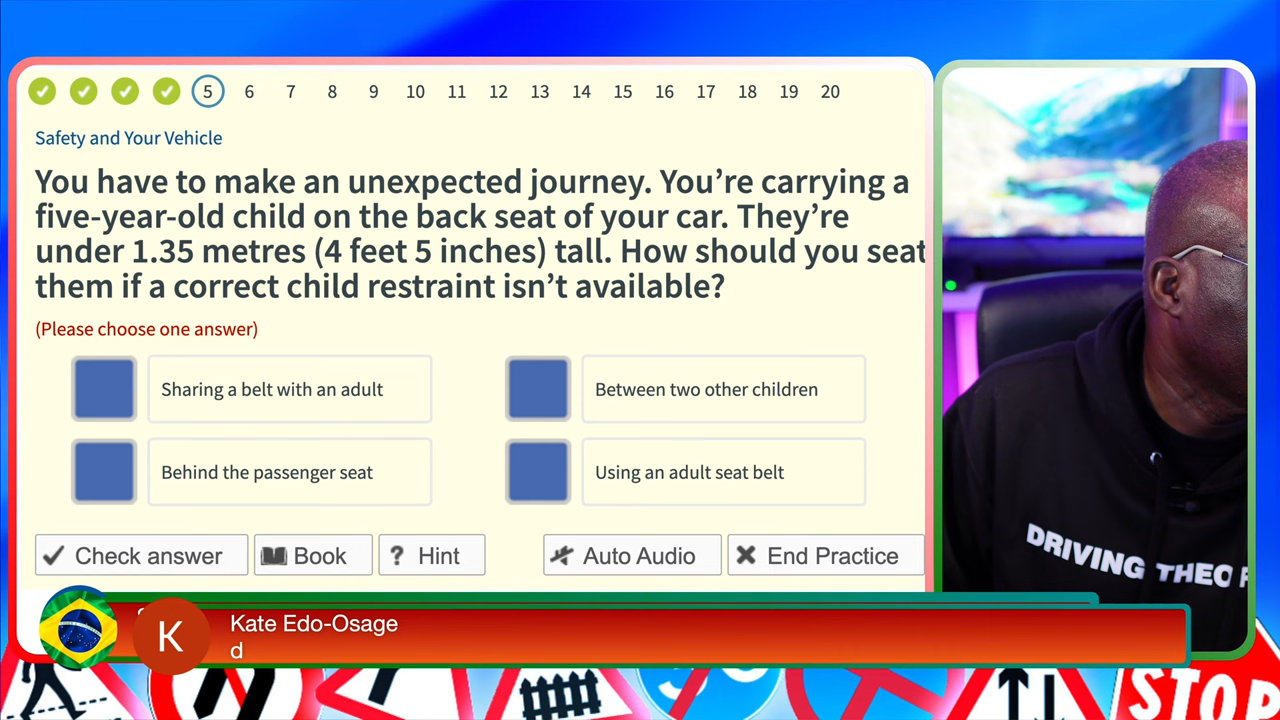 5 6 7 8 9 10 11 12 13 14 15 16 17 18 19 20
Safety and Your Vehicle
You have to make an unexpected journey. You’re carrying a
five-year-old child on the back seat of your car. They’re
under 1.35 metres (4 feet 5 inches) tall. How should you seat
them if a correct child restraint isn’t available?
(Please choose one answer)
Sharing a belt with an adult
Between two other children
Behind the passenger seat
Using an adult seat belt
Check answer
Book
? Hint
Auto Audio
End Practice
DRIVING THEO
K
Kate Edo-Osage
d
STOP